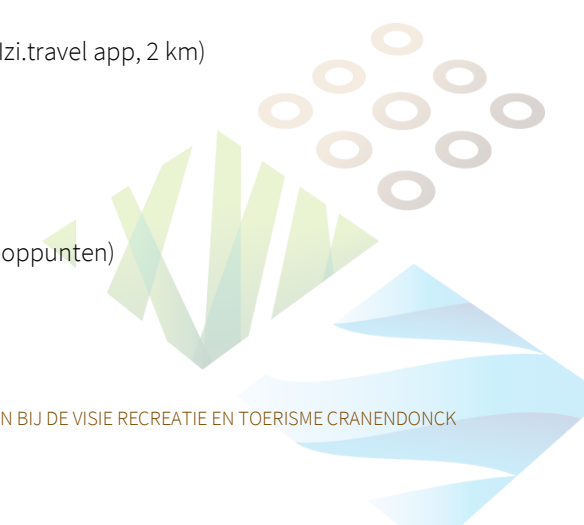 Izi.travel app, 2 km)
oppunten)
N BIJ DE VISIE RECREATIE EN TOERISME CRANENDONCK